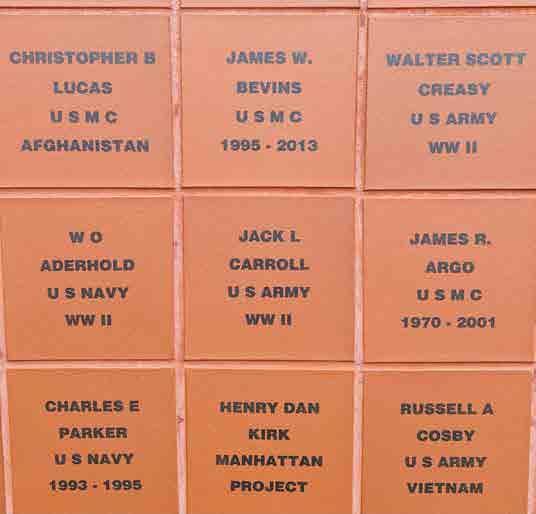 CHRISTOPHER B
LUCAS
U S M C
AFGHANISTAN
JAMES W.
BEVINS
U S M C
1995 - 2013
WALTER SCOTT
CREASY
U S ARMY
WW II
W O
ADERHOLD
U S NAVY
WW II
JACK L
CARROLL
U S ARMY
WW II
JAMES R.
ARGO
U S M C
1970 - 2001
CHARLES E
PARKER
U S NAVY
1993 - 1995
HENRY DAN
KIRK
MANHATTAN
PROJECT
RUSSELL A
COSBY
U S ARMY
VIETNAM